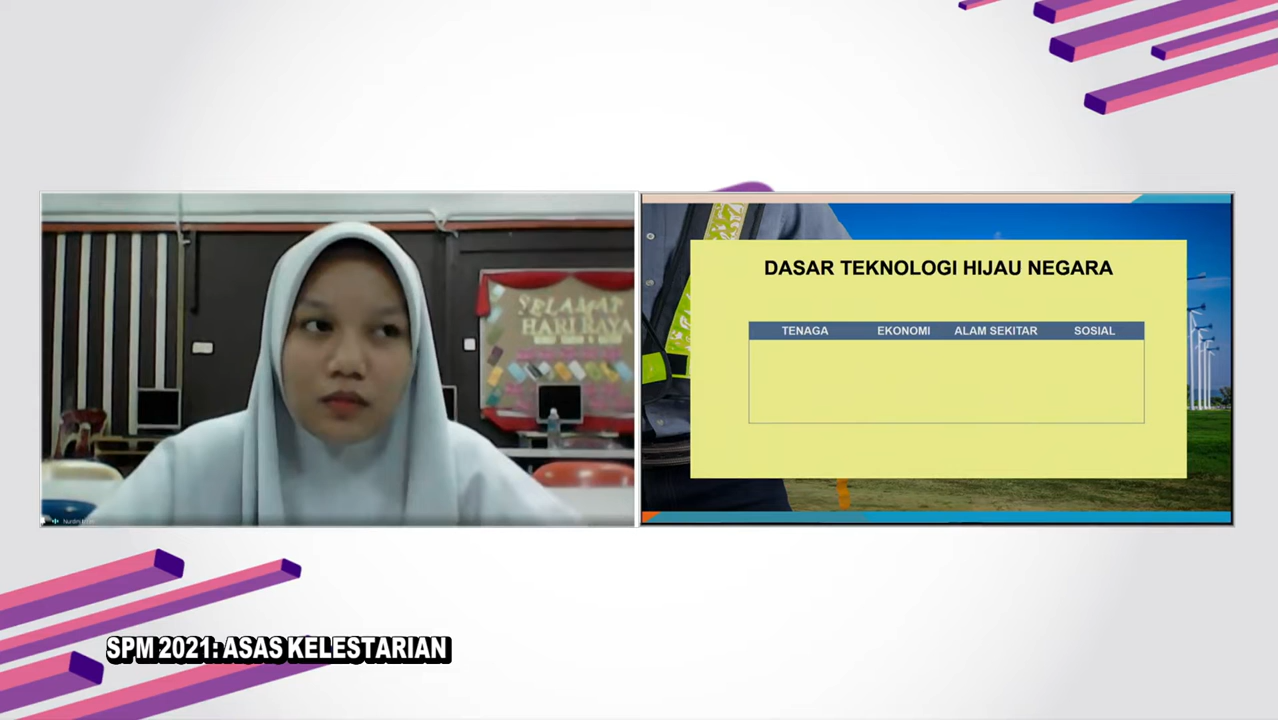 SELAMAT
HARI RAYA
DASAR TEKNOLOGI HIJAU NEGARA
TENAGA EKONOMI ALAM SEKITAR SOSIAL
SPM 2021: ASAS KELESTARIAN